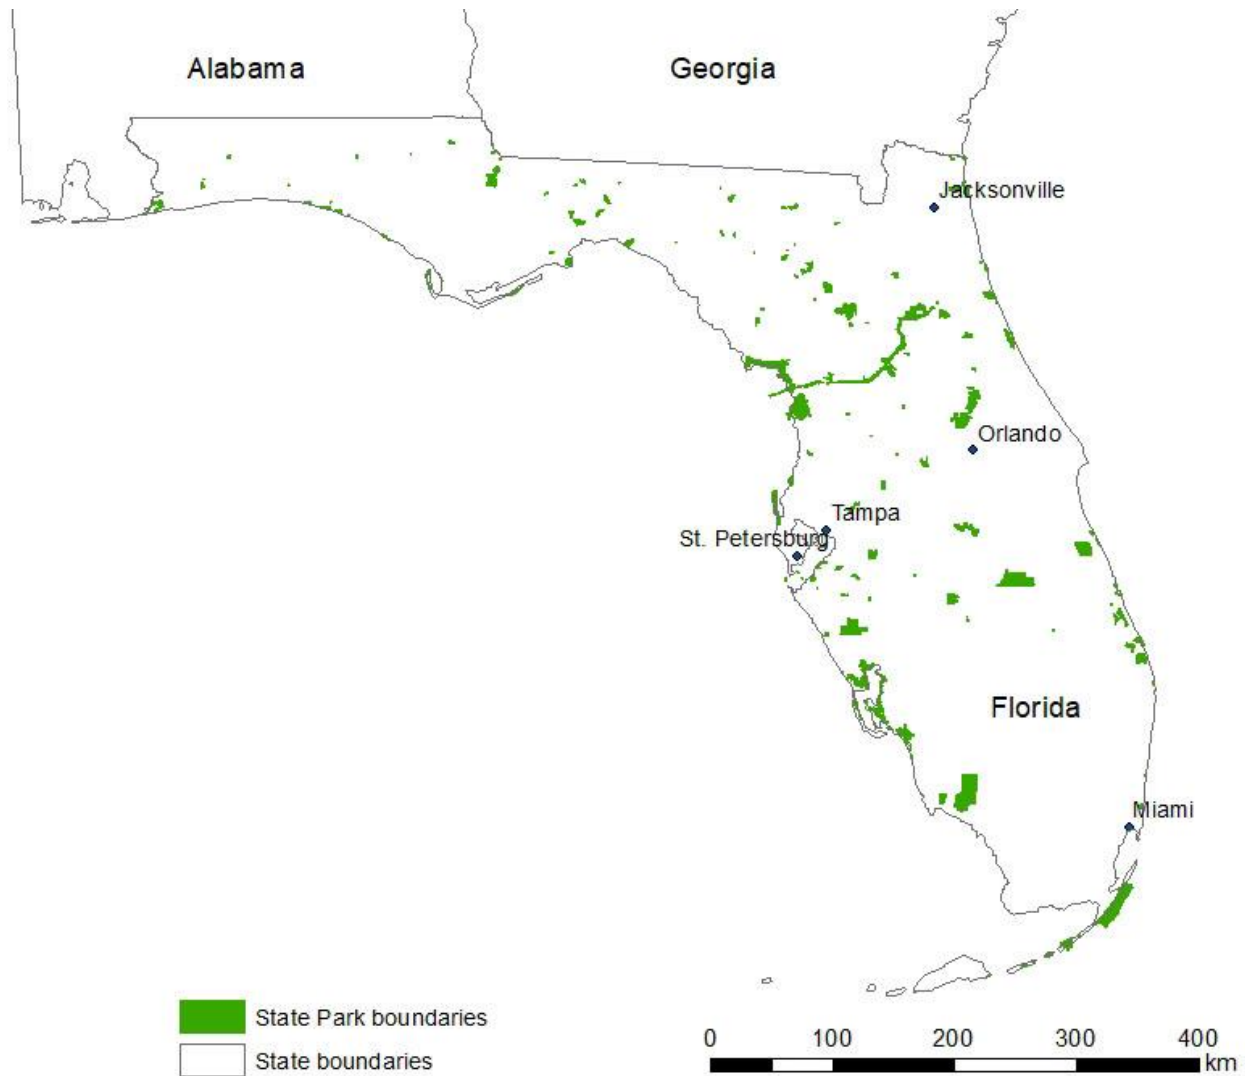 Alabama
Georgia
Jacksonville
Orlando
Tampa
St. Petersburg
Florida
Miami
State Park boundaries
State boundaries
0 100 200 300 400
km